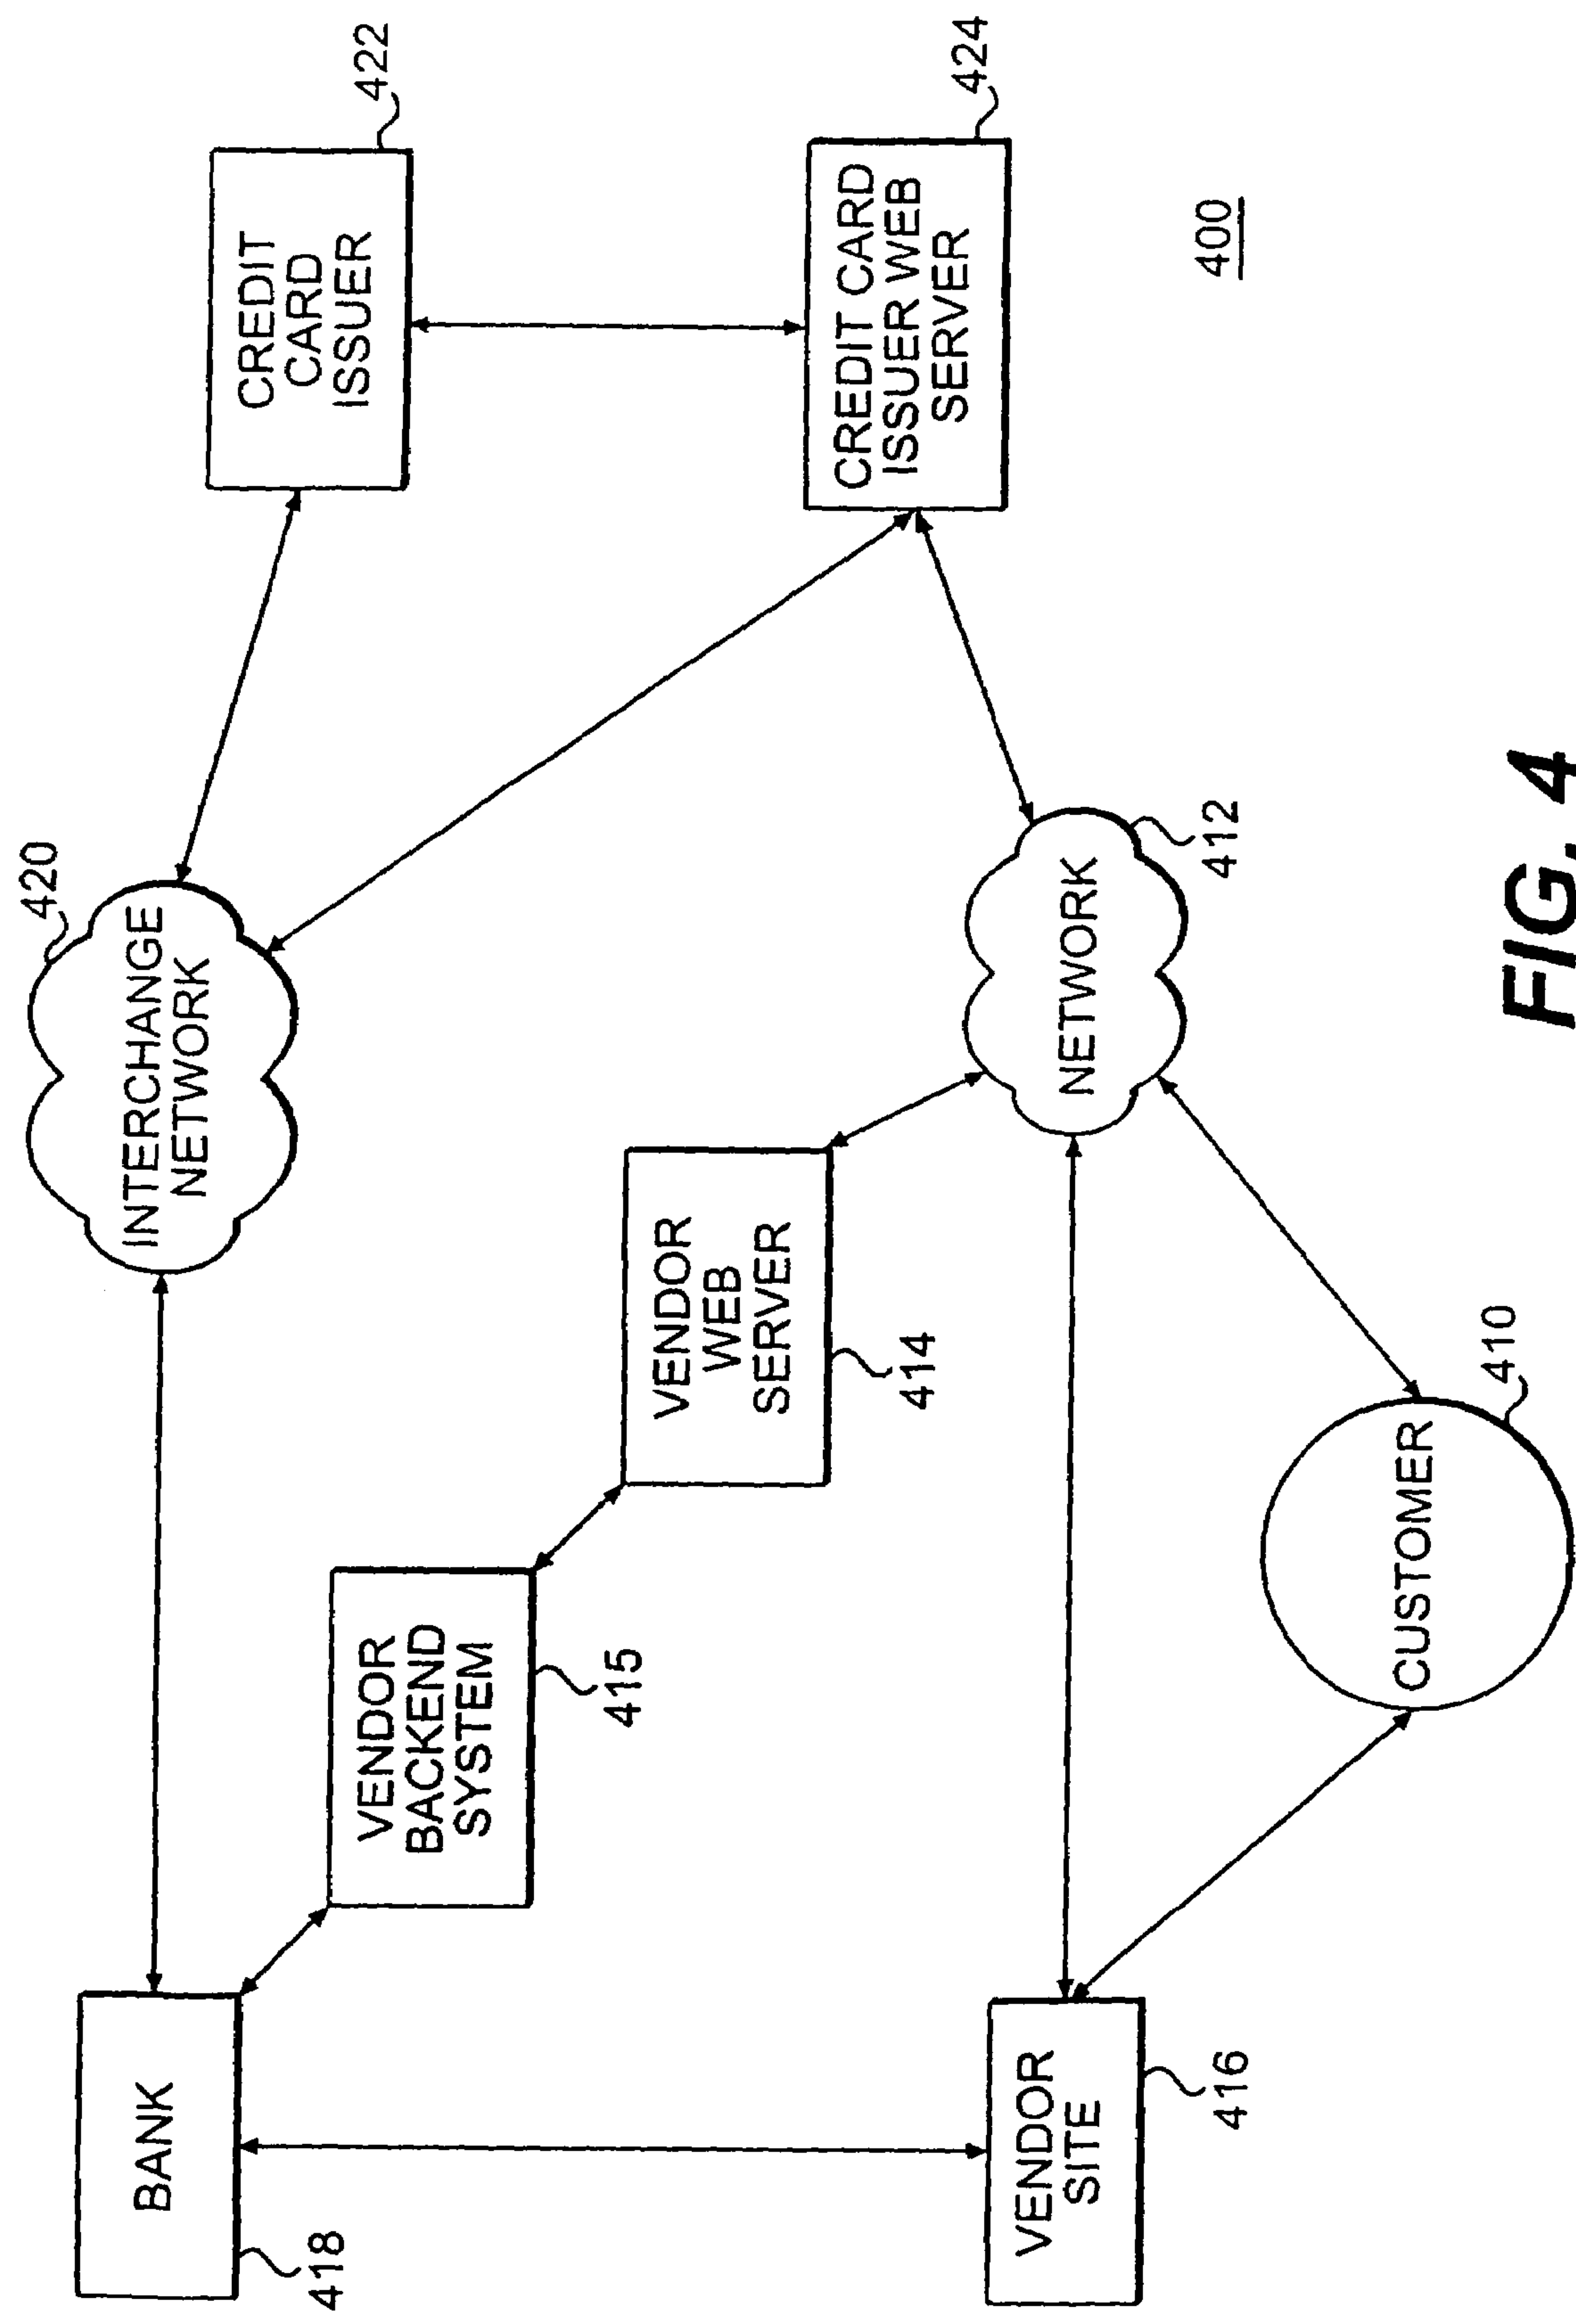 420
INTERCHANGE
NETWORK
422
CREDIT
CARD
ISSUER
BANK
418
VENDOR
BACKEND
SYSTEM
415
VENDOR
WEB
SERVER
414
CREDIT CARD
ISSUER WEB
SERVER
424
VENDOR
SITE
416
NETWORK
412
400
CUSTOMER
410
FIG. 4